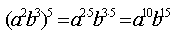 (a²b³)⁵ = a²·⁵b³·⁵ = a¹⁰b¹⁵